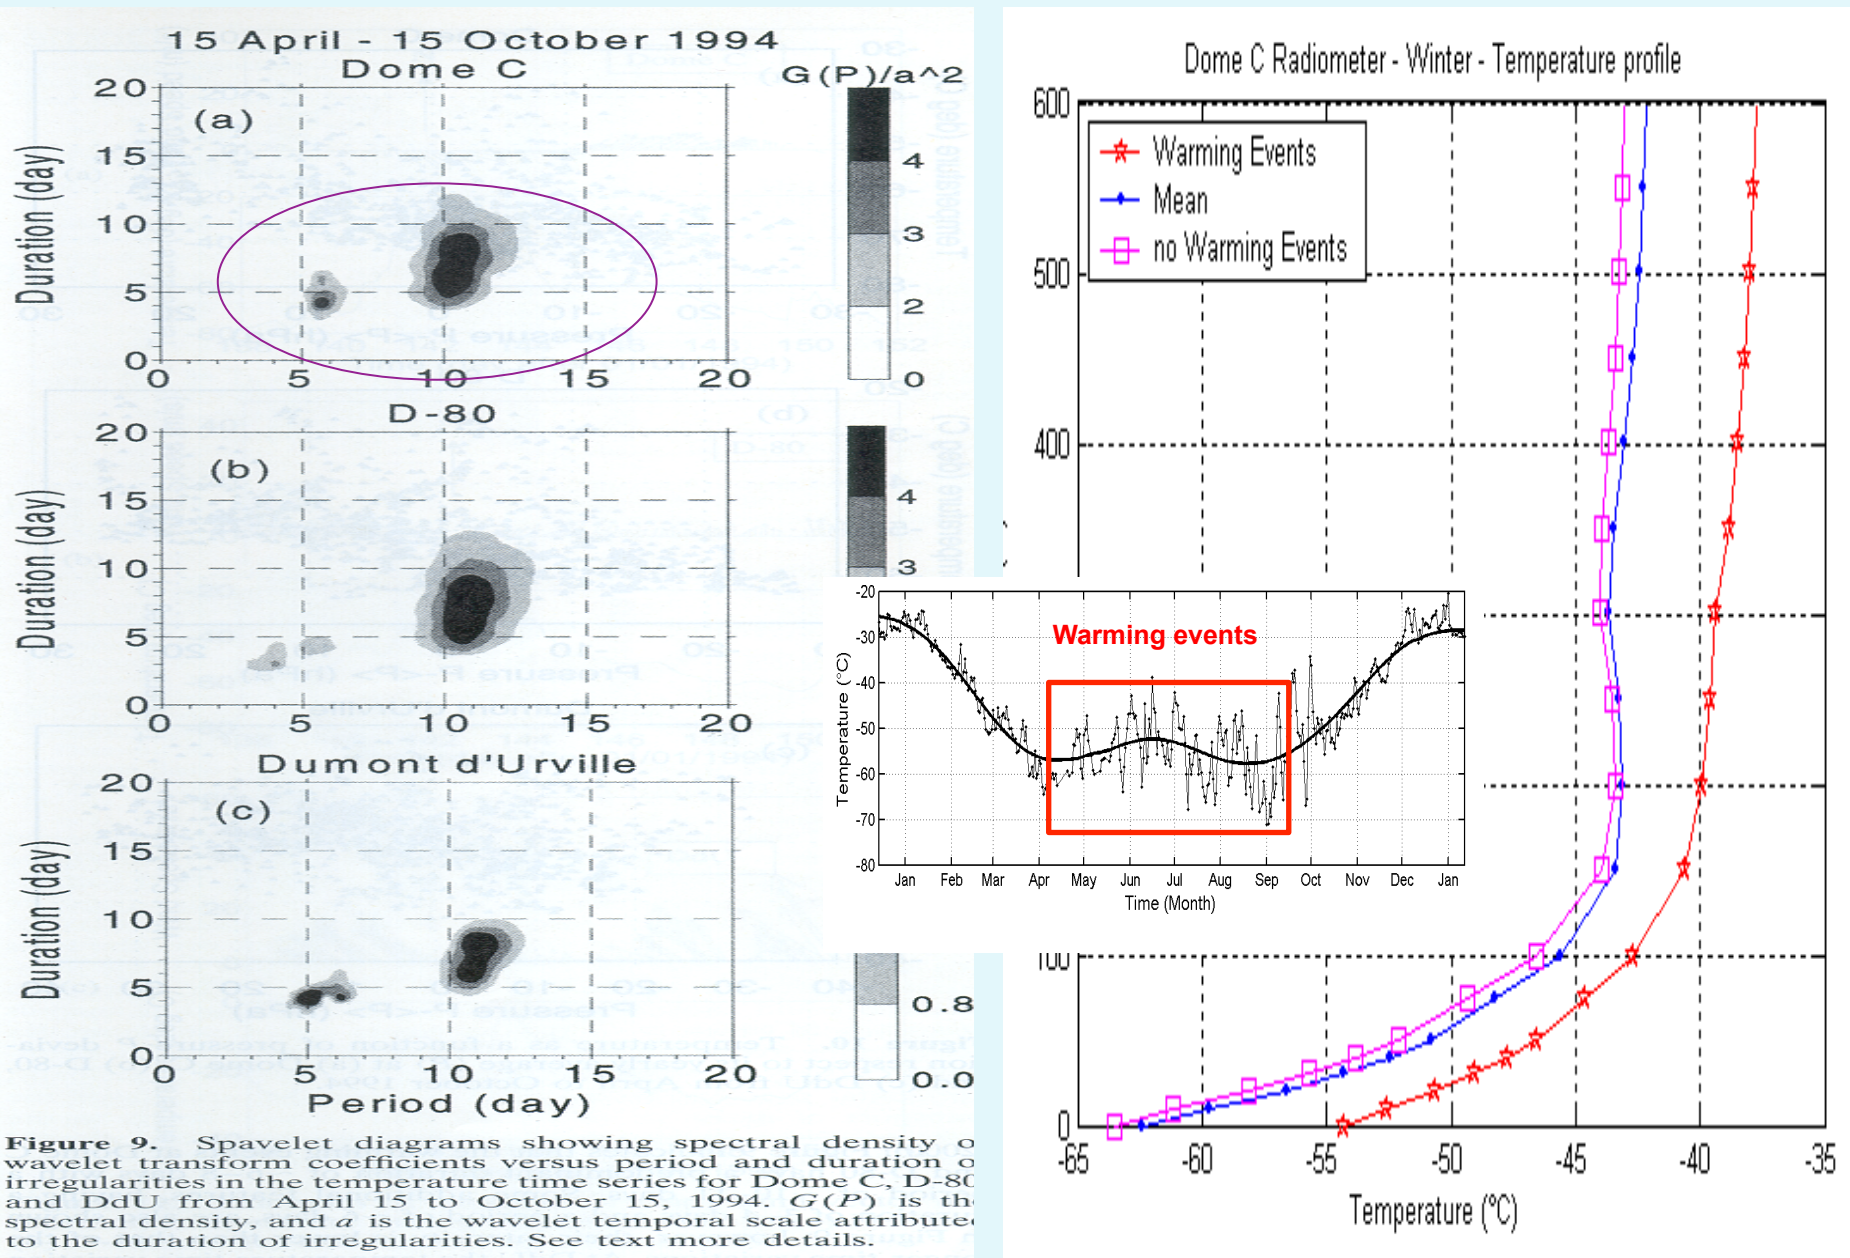 15 April - 15 October 1994
Dome C
G(P)/a^2
(a)
Duration (day)
20
15
10
5
0
0 5 10 15 20
4
3
2
0
D-80
(b)
Duration (day)
20
15
10
5
0
0 5 10 15 20
4
3
Dumont d'Urville
(c)
Duration (day)
20
15
10
5
0
0 5 10 15 20
0.8
0.0
Period (day)
Figure 9. Spavelet diagrams showing spectral density
wavelet transform coefficients versus period and duration
irregularities in the temperature time series for Dome C, D-80
and DdU from April 15 to October 15, 1994. G(P) is
spectral density, and a is the wavelet temporal scale
to the duration of irregularities. See text more details.
Warming events
Temperature (°C)
-20
-30
-40
-50
-60
-70
-80
Jan Feb Mar Apr May Jun Jul Aug Sep Oct Nov Dec Jan
Time (Month)
Dome C Radiometer - Winter - Temperature profile
Warming Events
Mean
no Warming Events
600
500
400
100
0
-65 -60 -55 -50 -45 -40 -35
Temperature (°C)